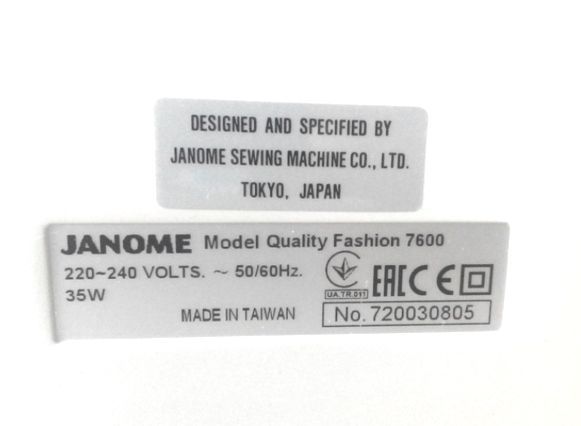 DESIGNED AND SPECIFIED BY
JANOME SEWING MACHINE CO., LTD.
TOKYO, JAPAN
JANOME Model Quality Fashion 7600
220~240 VOLTS. ~ 50/60Hz.
35W
UA.TR.011
EAC CE
MADE IN TAIWAN
No. 720030805